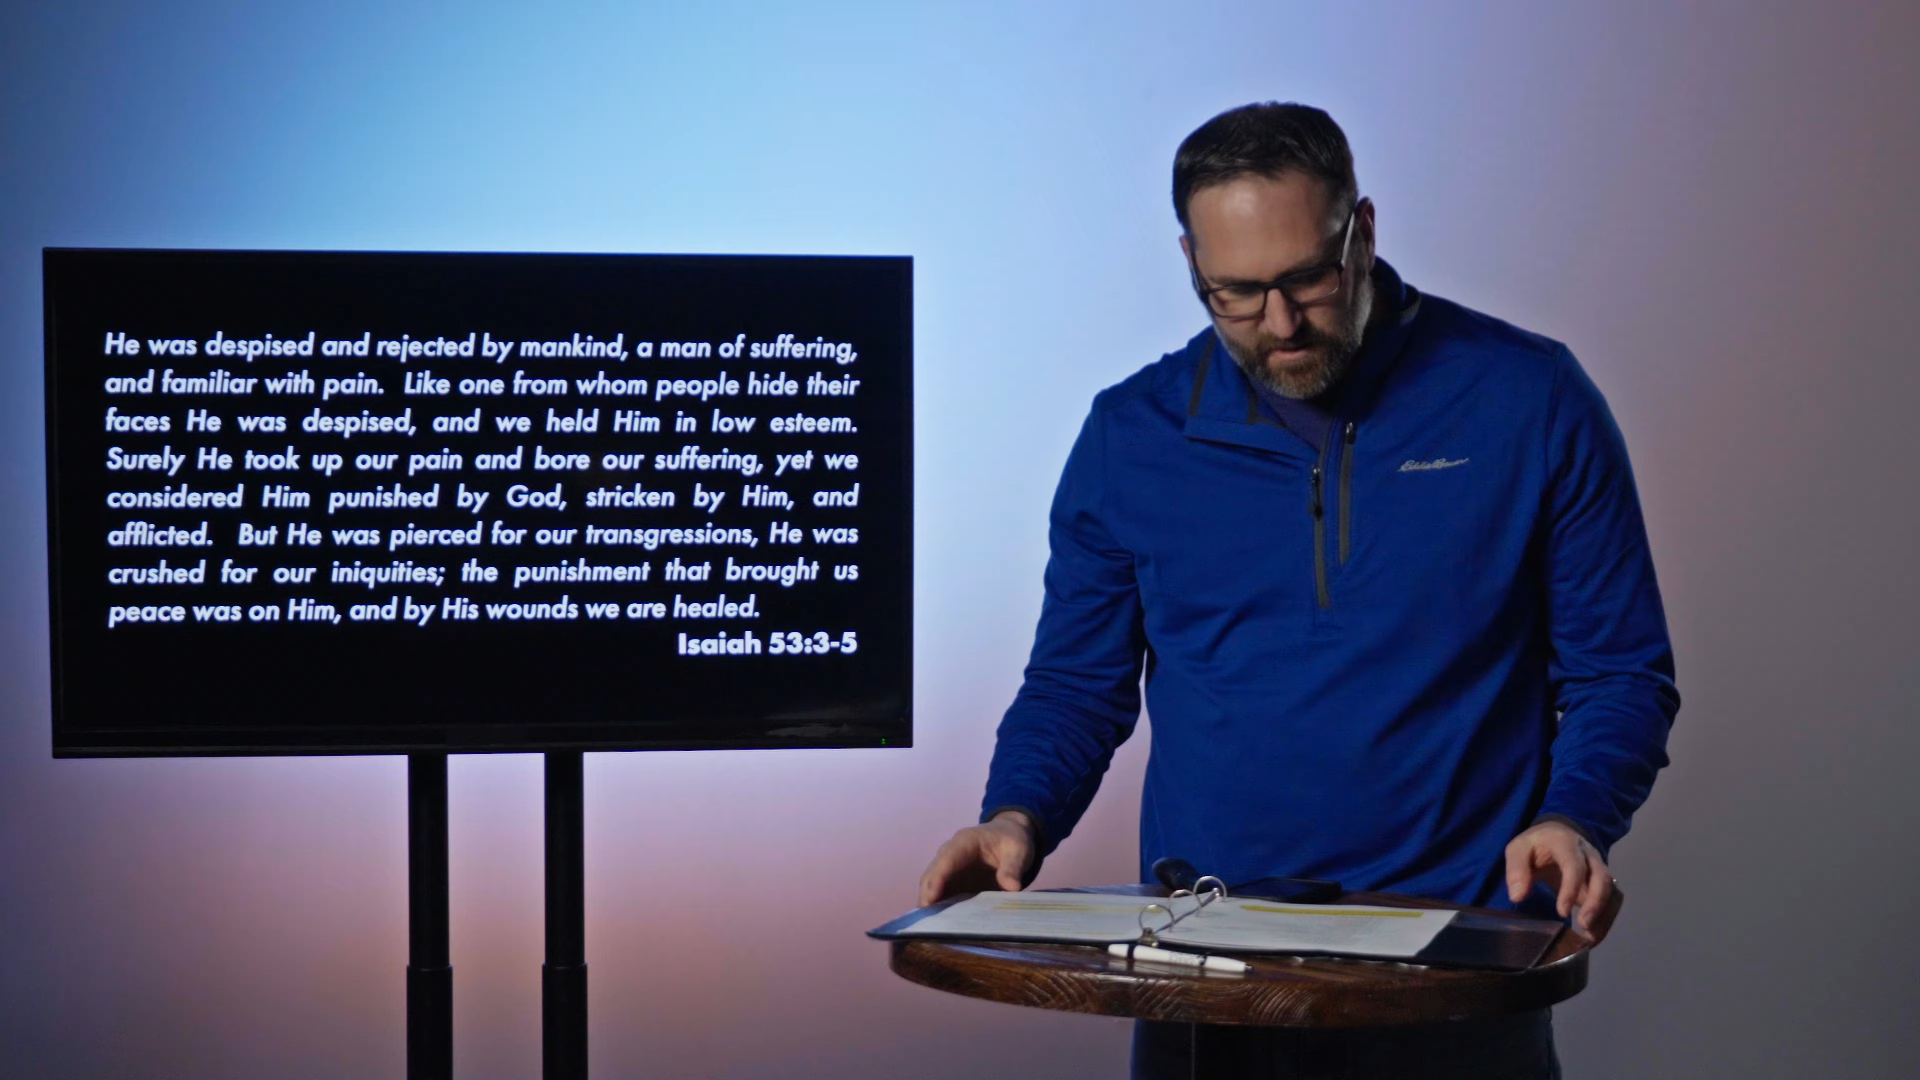 He was despised and rejected by mankind, a man of suffering,
and familiar with pain. Like one from whom people hide their
faces He was despised, and we held Him in low esteem.
Surely He took up our pain and bore our suffering, yet we
considered Him punished by God, stricken by Him, and
afflicted. But He was pierced for our transgressions, He was
crushed for our iniquities; the punishment that brought us
peace was on Him, and by His wounds we are healed.
Isaiah 53:3-5
Eddie Bauer